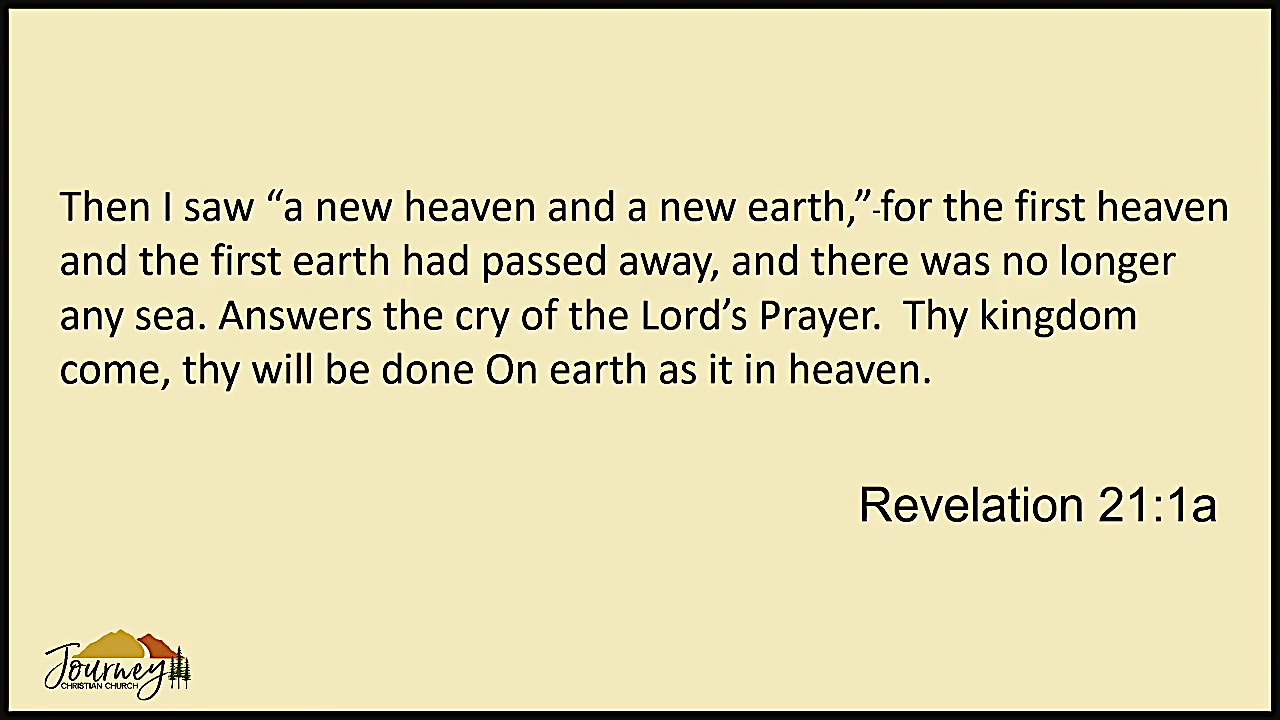 Then I saw “a new heaven and a new earth,”-for the first heaven
and the first earth had passed away, and there was no longer
any sea. Answers the cry of the Lord’s Prayer.  Thy kingdom
come, thy will be done On earth as it in heaven.
Revelation 21:1a
Journey
CHRISTIAN CHURCH